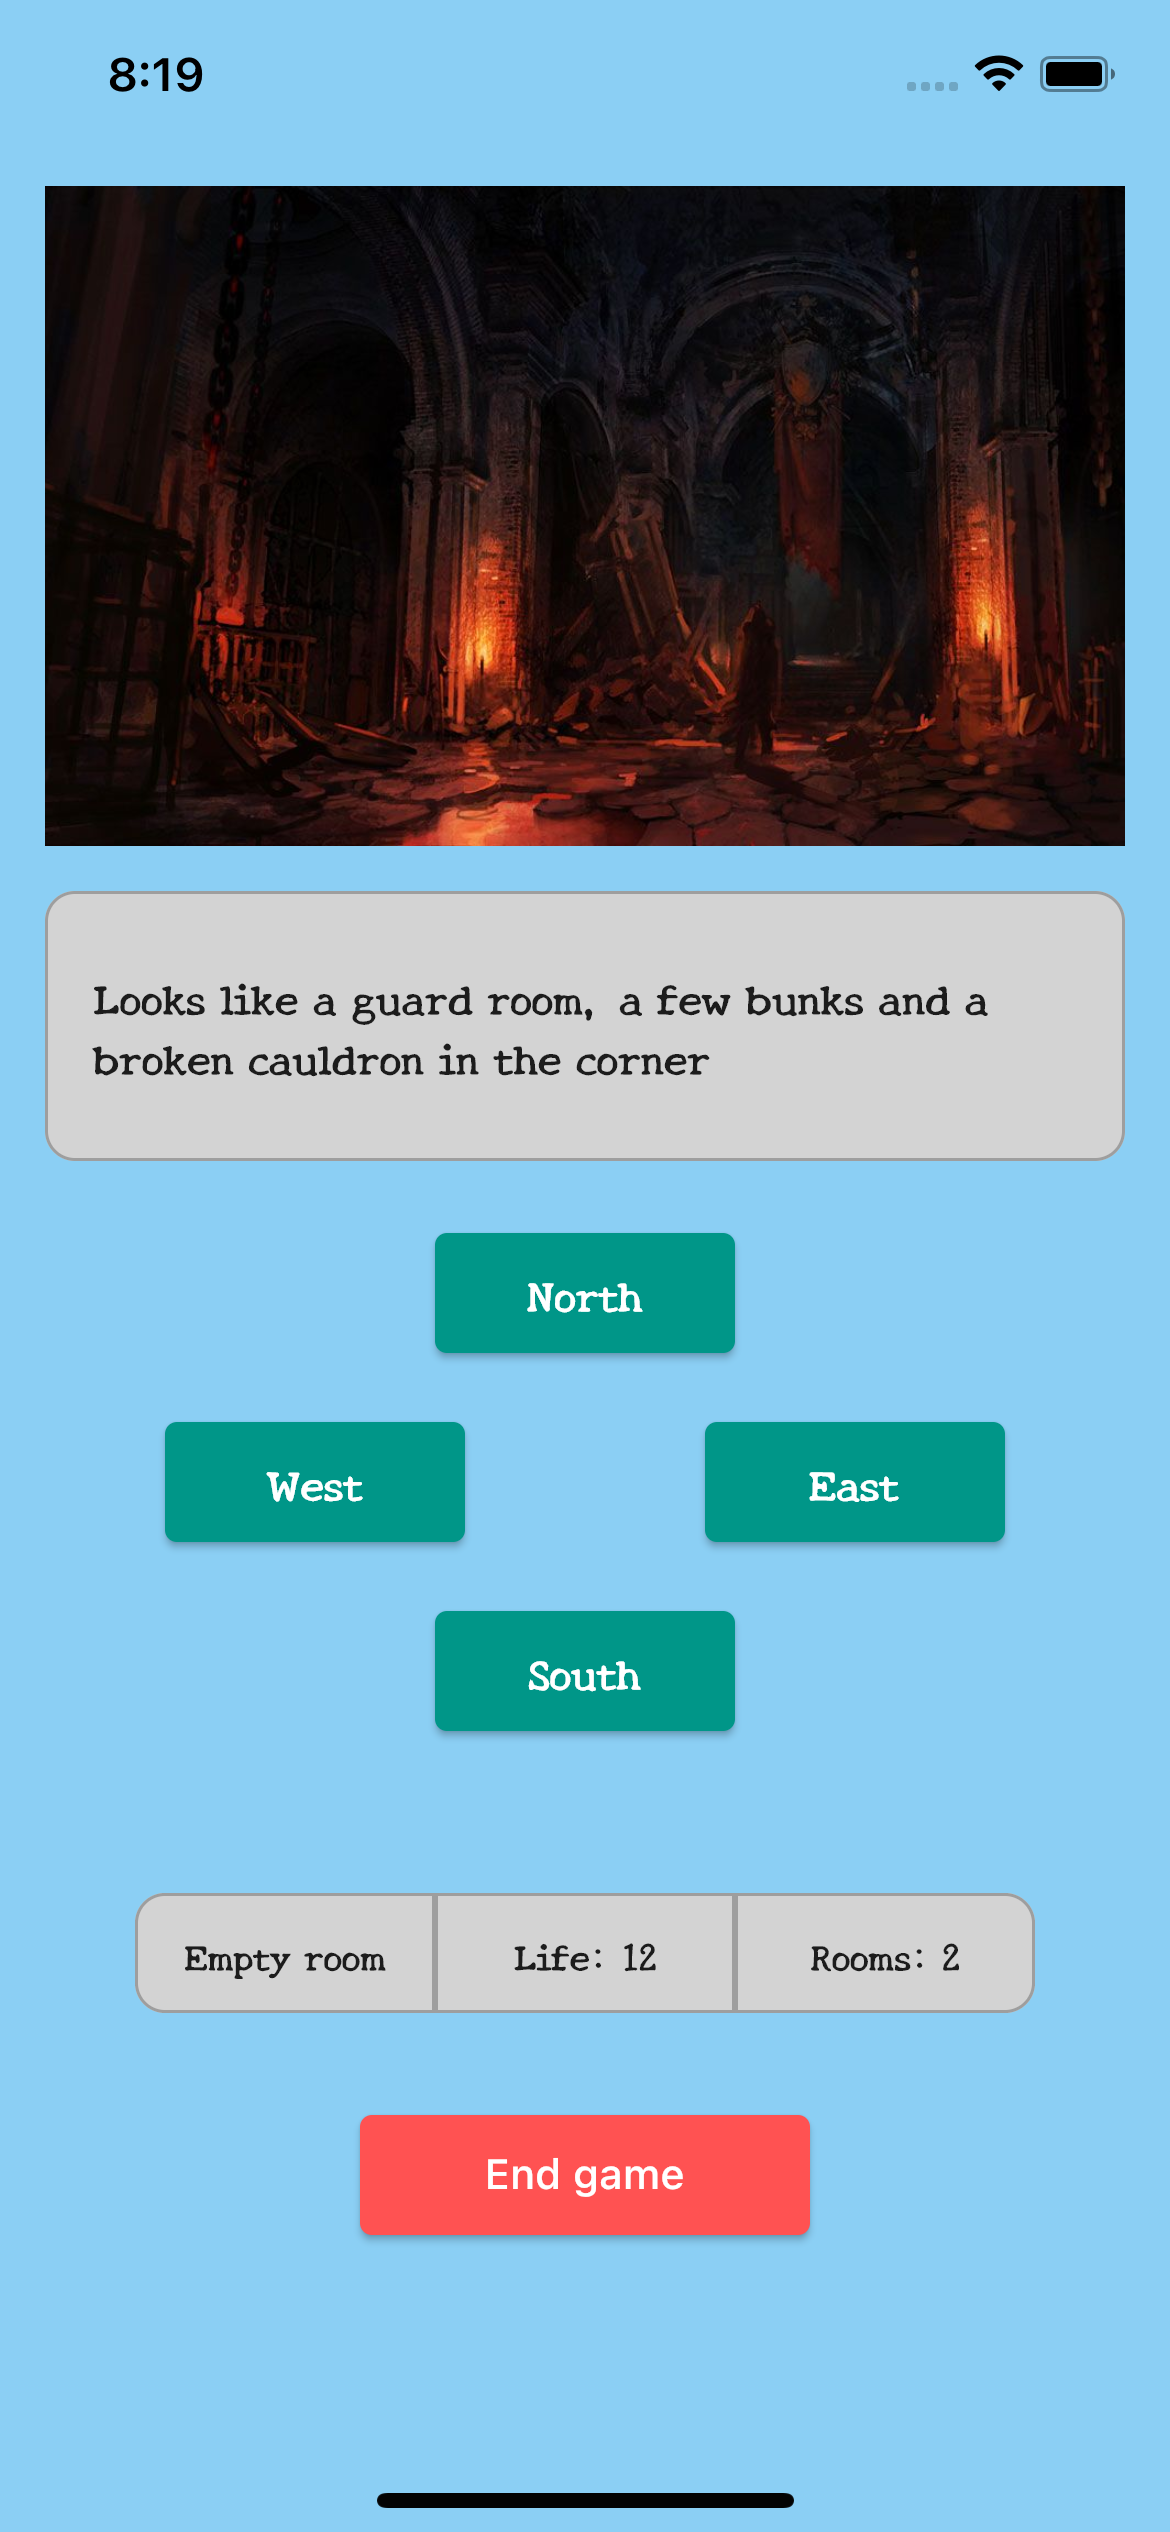 8:19
Looks like a guard room, a few bunks and a
broken cauldron in the corner
North
West East
South
Empty room Life: 12 Rooms: 2
End game